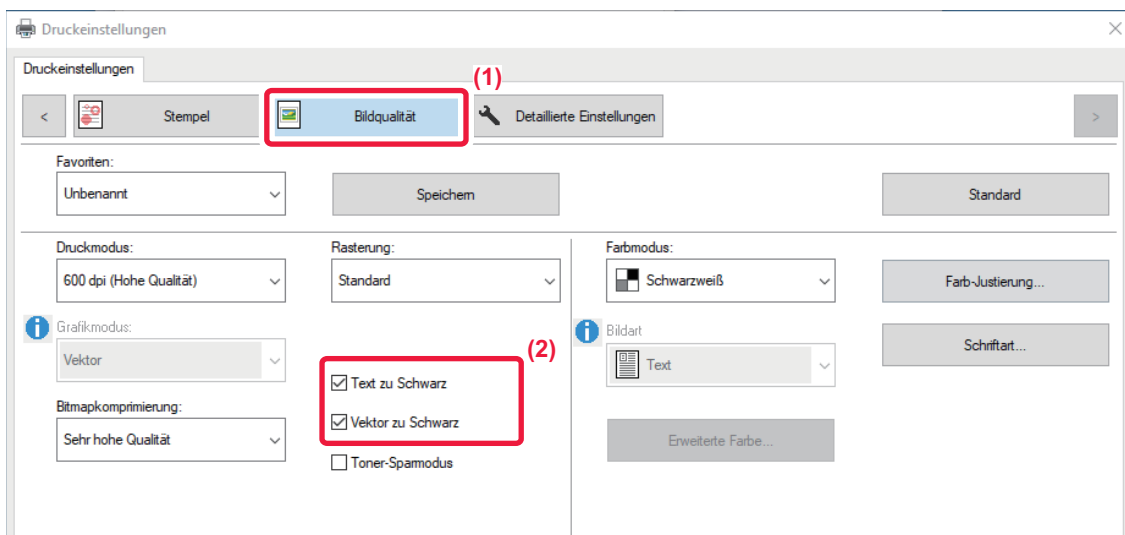 Druckeinstellungen
Druckeinstellungen
(1)
< Stempel Bildqualität Detaillierte Einstellungen >
Favoriten:
Unbenannt Speichern Standard
Druckmodus: Rasterung: Farbmodus:
600 dpi (Hohe Qualität) Standard Schwarzweiß Farb-Justierung...
Grafikmodus: Bildart
(2)
Vektor Text Schriftart...
Text zu Schwarz
Bitmapkomprimierung:
Vektor zu Schwarz
Sehr hohe Qualität Erweiterte Farbe...
Toner-Sparmodus